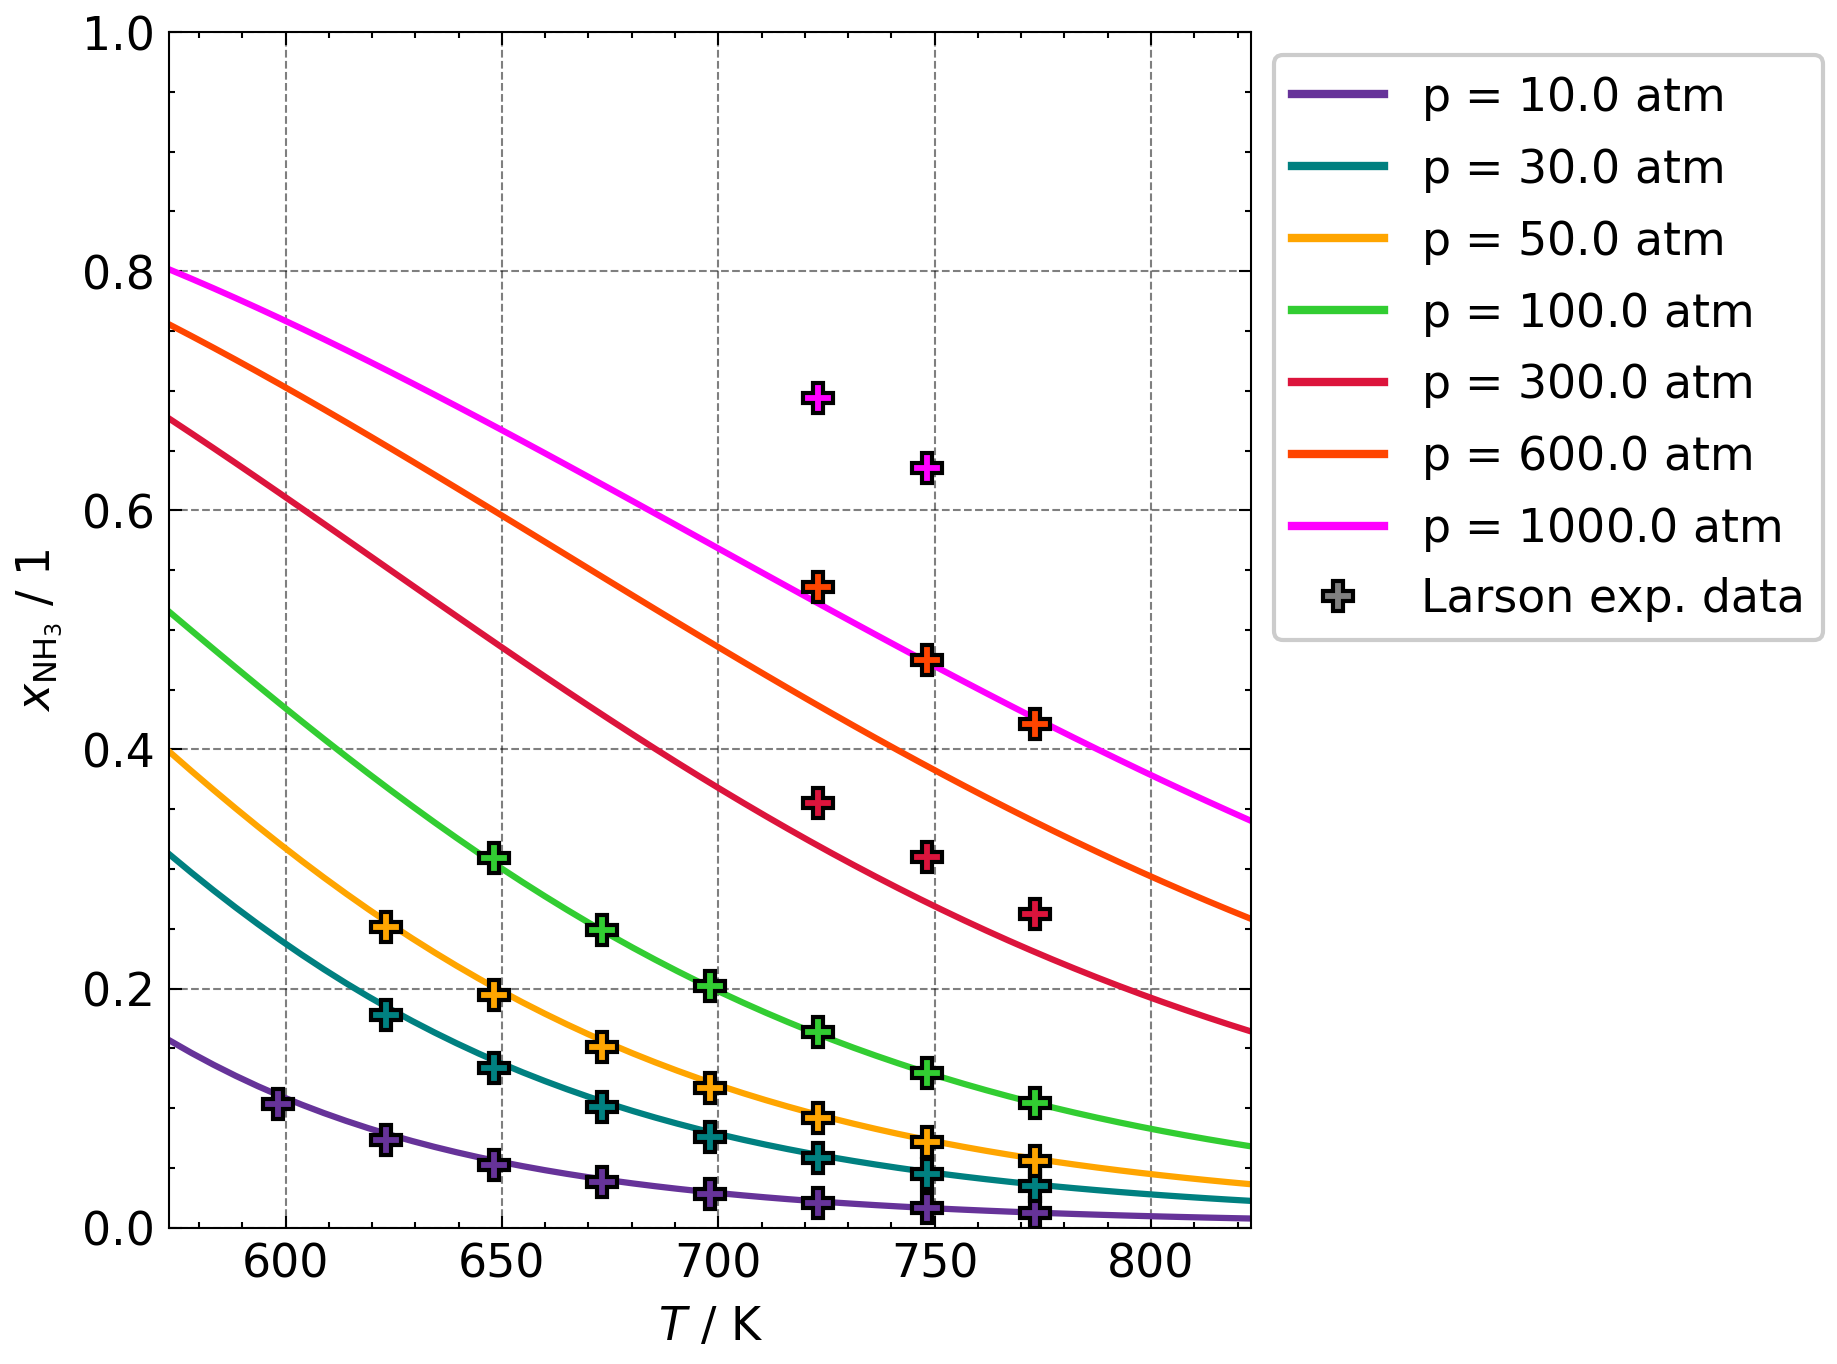 1.0
0.8
0.6
0.4
0.2
0.0
600 650 700 750 800
T / K
x_NH₃ / 1
p = 10.0 atm
p = 30.0 atm
p = 50.0 atm
p = 100.0 atm
p = 300.0 atm
p = 600.0 atm
p = 1000.0 atm
Larson exp. data